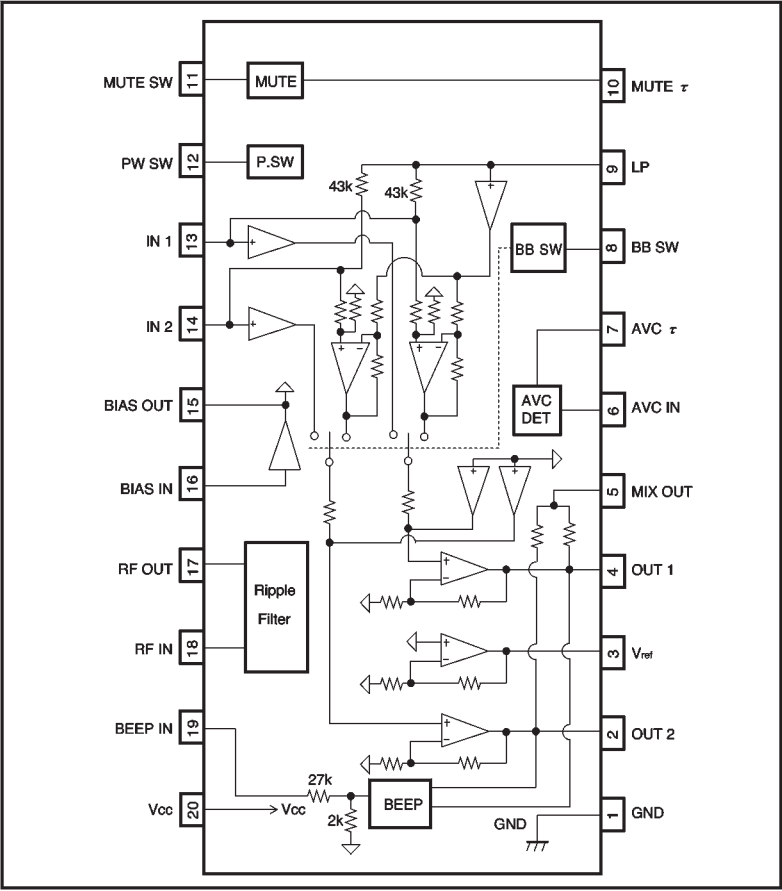 MUTE SW 11 MUTE 10 MUTE τ
PW SW 12 P.SW 9 LP
43k 43k
IN 1 13 BB SW 8 BB SW
IN 2 14 7 AVC τ
BIAS OUT 15 AVC DET 6 AVC IN
BIAS IN 16 5 MIX OUT
RF OUT 17 Ripple Filter 4 OUT 1
RF IN 18 3 Vref
BEEP IN 19 2 OUT 2
27k
Vcc 20 Vcc 2k BEEP GND 1 GND